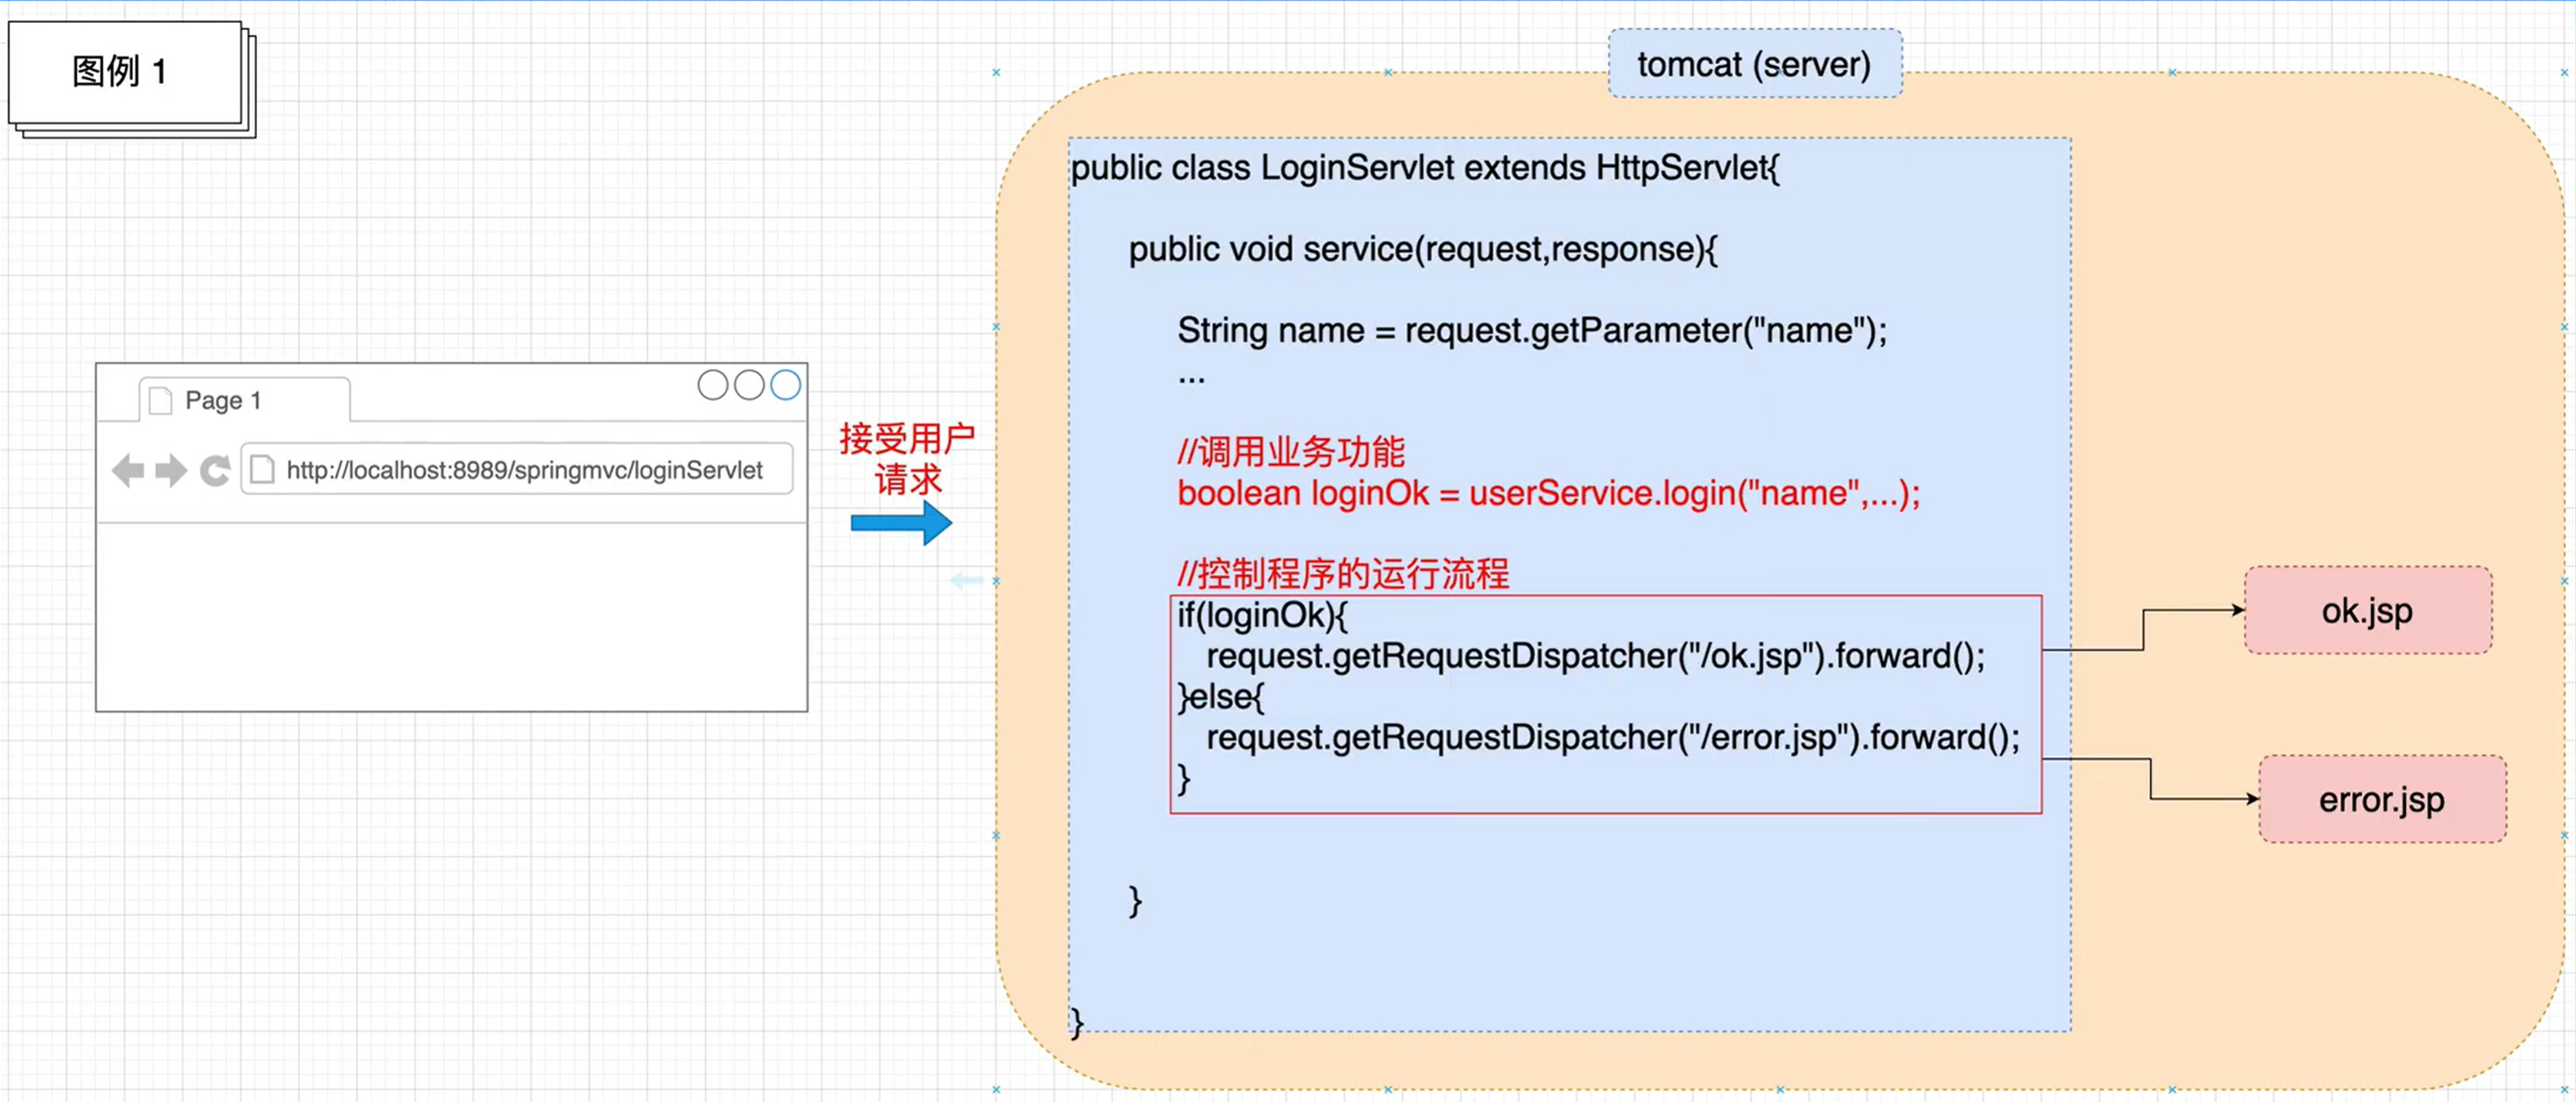 图例 1
tomcat (server)
public class LoginServlet extends HttpServlet{
public void service(request,response){
String name = request.getParameter("name");
...
//调用业务功能
boolean loginOk = userService.login("name",...);
//控制程序的运行流程
if(loginOk){
request.getRequestDispatcher("/ok.jsp").forward();
}else{
request.getRequestDispatcher("/error.jsp").forward();
}
}
}
Page 1
http://localhost:8989/springmvc/loginServlet
接受用户
请求
ok.jsp
error.jsp